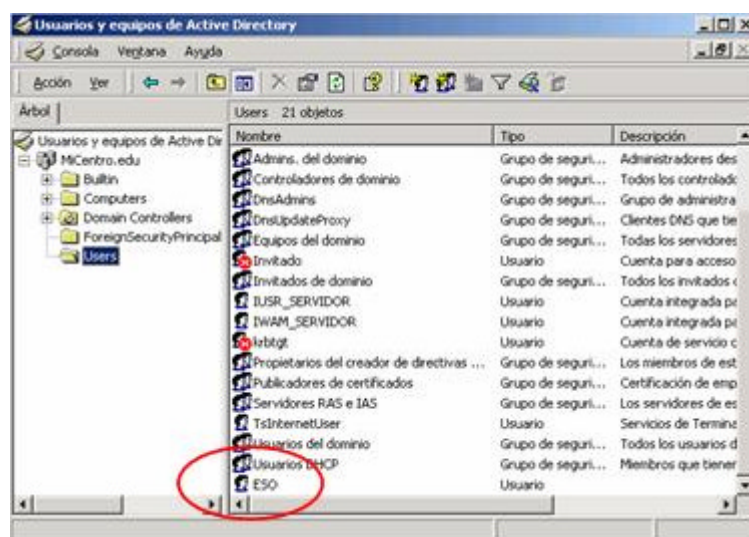 Usuarios y equipos de Active Directory
Consola Ventana Ayuda
Acción Ver
Árbol
Users 21 objetos
Usuarios y equipos de Active Dir
MiCentro.edu
Builtin
Computers
Domain Controllers
ForeignSecurityPrincipal
Users
Nombre Tipo Descripción
Admins. del dominio Grupo de seguri... Administradores des
Controladores de dominio Grupo de seguri... Todos los controlado
DnsAdmins Grupo de seguri... Grupo de administra
DnsUpdateProxy Grupo de seguri... Clientes DNS que tie
Equipos del dominio Grupo de seguri... Todas los servidores
Invitado Usuario Cuenta para acceso
Invitados de dominio Grupo de seguri... Todos los invitados
IUSR_SERVIDOR Usuario Cuenta integrada pa
IWAM_SERVIDOR Usuario Cuenta integrada pa
krbtgt Usuario Cuenta de servicio c
Propietarios del creador de directivas ... Grupo de seguri... Los miembros de est
Publicadores de certificados Grupo de seguri... Certificación de emp
Servidores RAS e IAS Grupo de seguri... Los servidores de es
TsInternetUser Usuario Servicios de Termina
Usuarios del dominio Grupo de seguri... Todos los usuarios d
Usuarios DHCP Grupo de seguri... Miembros que tiener
ESO Usuario